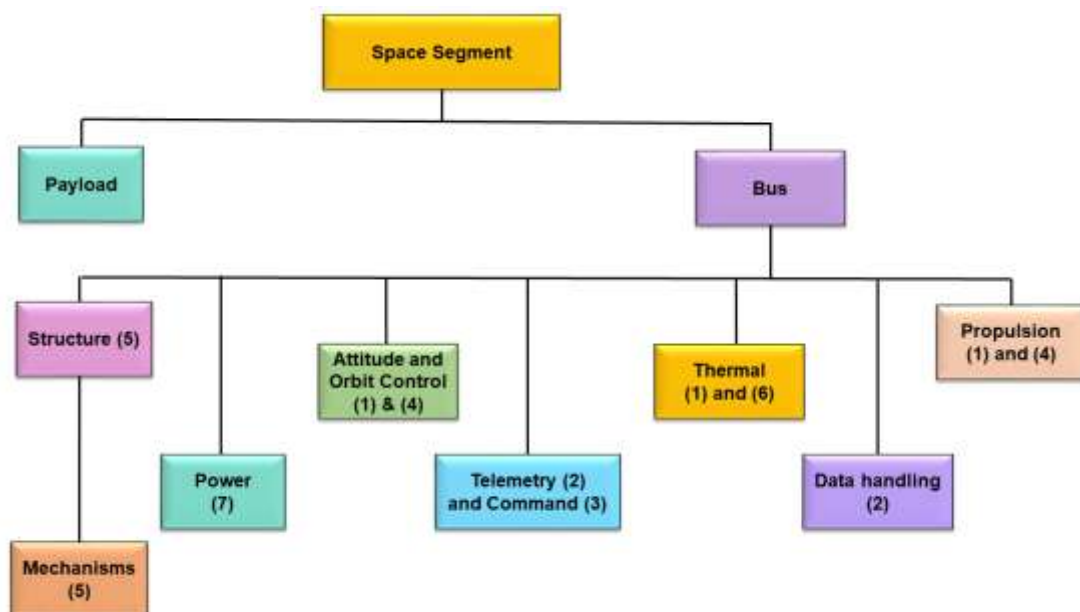 Space Segment
Payload
Bus
Structure (5)
Propulsion
(1) and (4)
Attitude and
Orbit Control
(1) & (4)
Thermal
(1) and (6)
Power
(7)
Telemetry (2)
and Command (3)
Data handling
(2)
Mechanisms
(5)